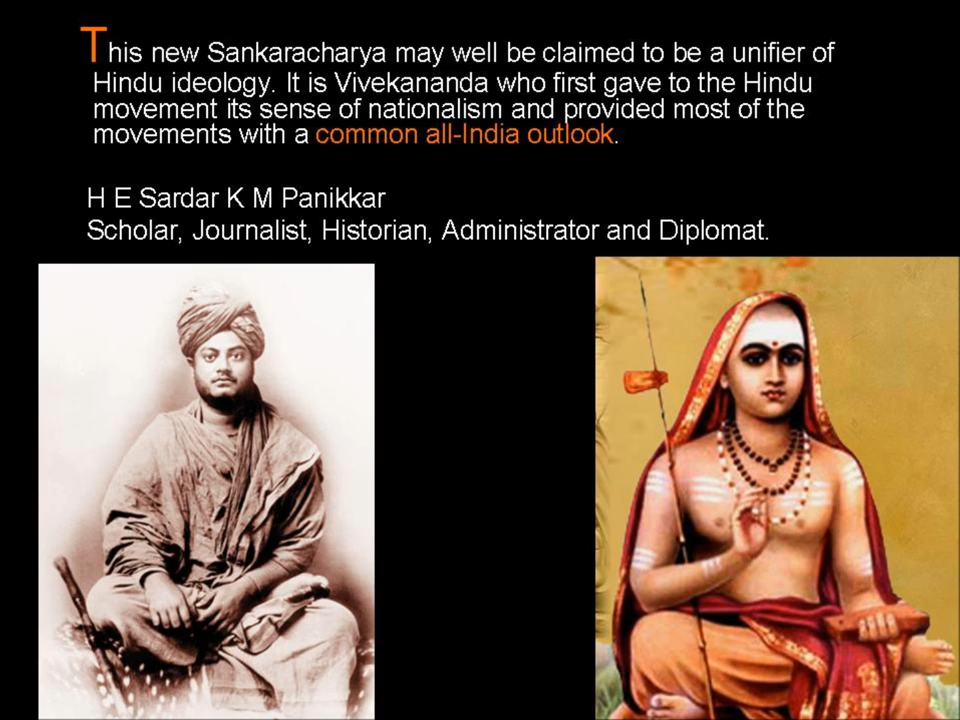 This new Sankaracharya may well be claimed to be a unifier of
Hindu ideology. It is Vivekananda who first gave to the Hindu
movement its sense of nationalism and provided most of the
movements with a common all-India outlook.
H E Sardar K M Panikkar
Scholar, Journalist, Historian, Administrator and Diplomat.